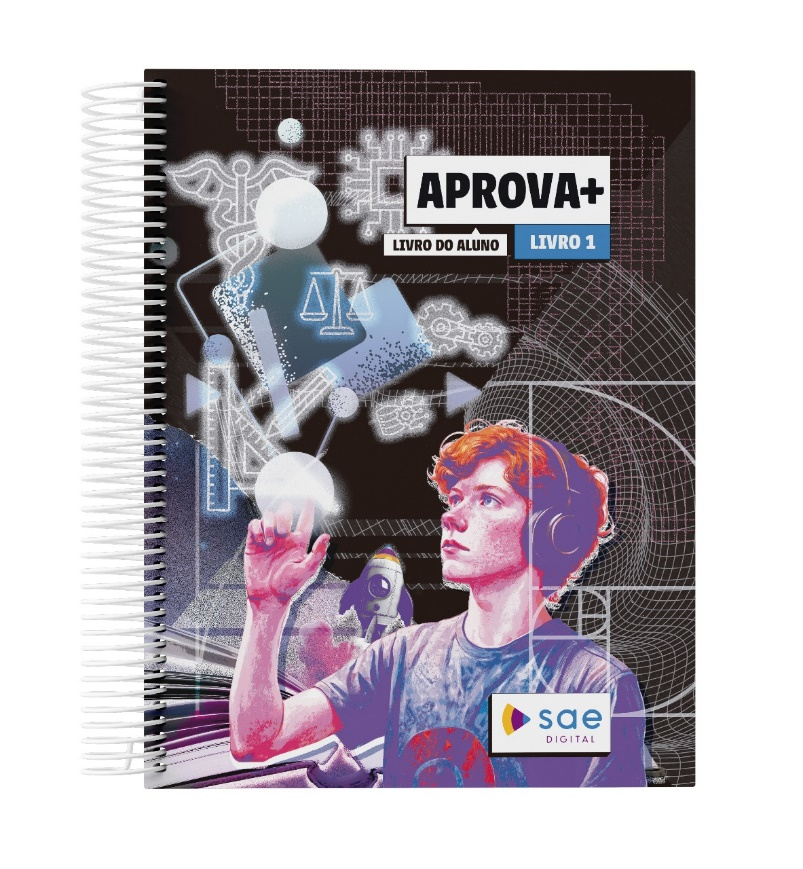 APROVA+
LIVRO DO ALUNO
LIVRO 1
sae
DIGITAL